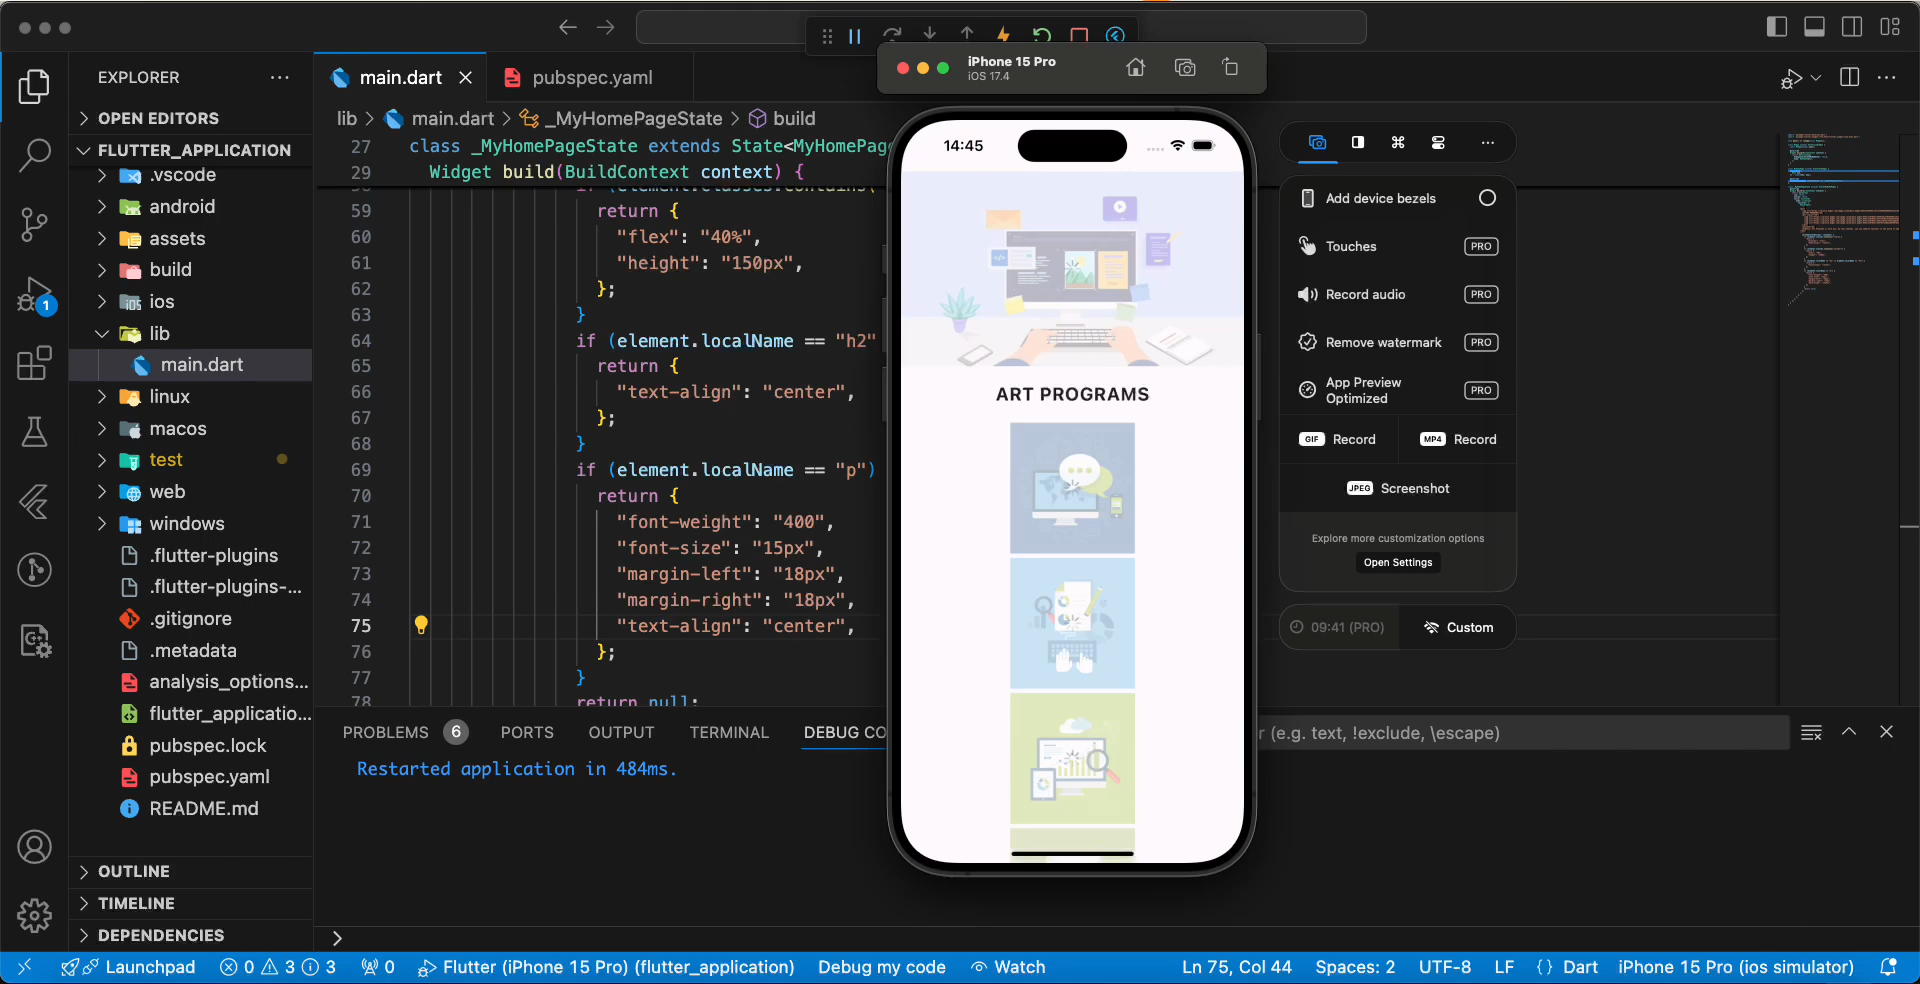 EXPLORER
OPEN EDITORS
FLUTTER_APPLICATION
.vscode
android
assets
build
ios
lib
main.dart
linux
macos
test
web
windows
.flutter-plugins
.flutter-plugins-...
.gitignore
.metadata
analysis_options...
flutter_applicatio...
pubspec.lock
pubspec.yaml
README.md
OUTLINE
TIMELINE
DEPENDENCIES
1
main.dart
pubspec.yaml
lib > main.dart > _MyHomePageState > build
27 class _MyHomePageState extends State<MyHomePag
29 Widget build(BuildContext context) {
59 return {
60 "flex": "40%",
61 "height": "150px",
62 };
63 }
64 if (element.localName == "h2"
65 return {
66 "text-align": "center",
67 };
68 }
69 if (element.localName == "p")
70 return {
71 "font-weight": "400",
72 "font-size": "15px",
73 "margin-left": "18px",
74 "margin-right": "18px",
75 "text-align": "center",
76 };
77 }
78 return null;
PROBLEMS 6 PORTS OUTPUT TERMINAL DEBUG CO
(e.g. text, !exclude, \escape)
Restarted application in 484ms.
iPhone 15 Pro
iOS 17.4
14:45
ART PROGRAMS
Add device bezels
Touches PRO
Record audio PRO
Remove watermark PRO
App Preview
Optimized PRO
GIF Record
MP4 Record
JPEG Screenshot
Explore more customization options
Open Settings
09:41 (PRO)
Custom
Launchpad 0 3 3 0 Flutter (iPhone 15 Pro) (flutter_application) Debug my code Watch Ln 75, Col 44 Spaces: 2 UTF-8 LF {} Dart iPhone 15 Pro (ios simulator)